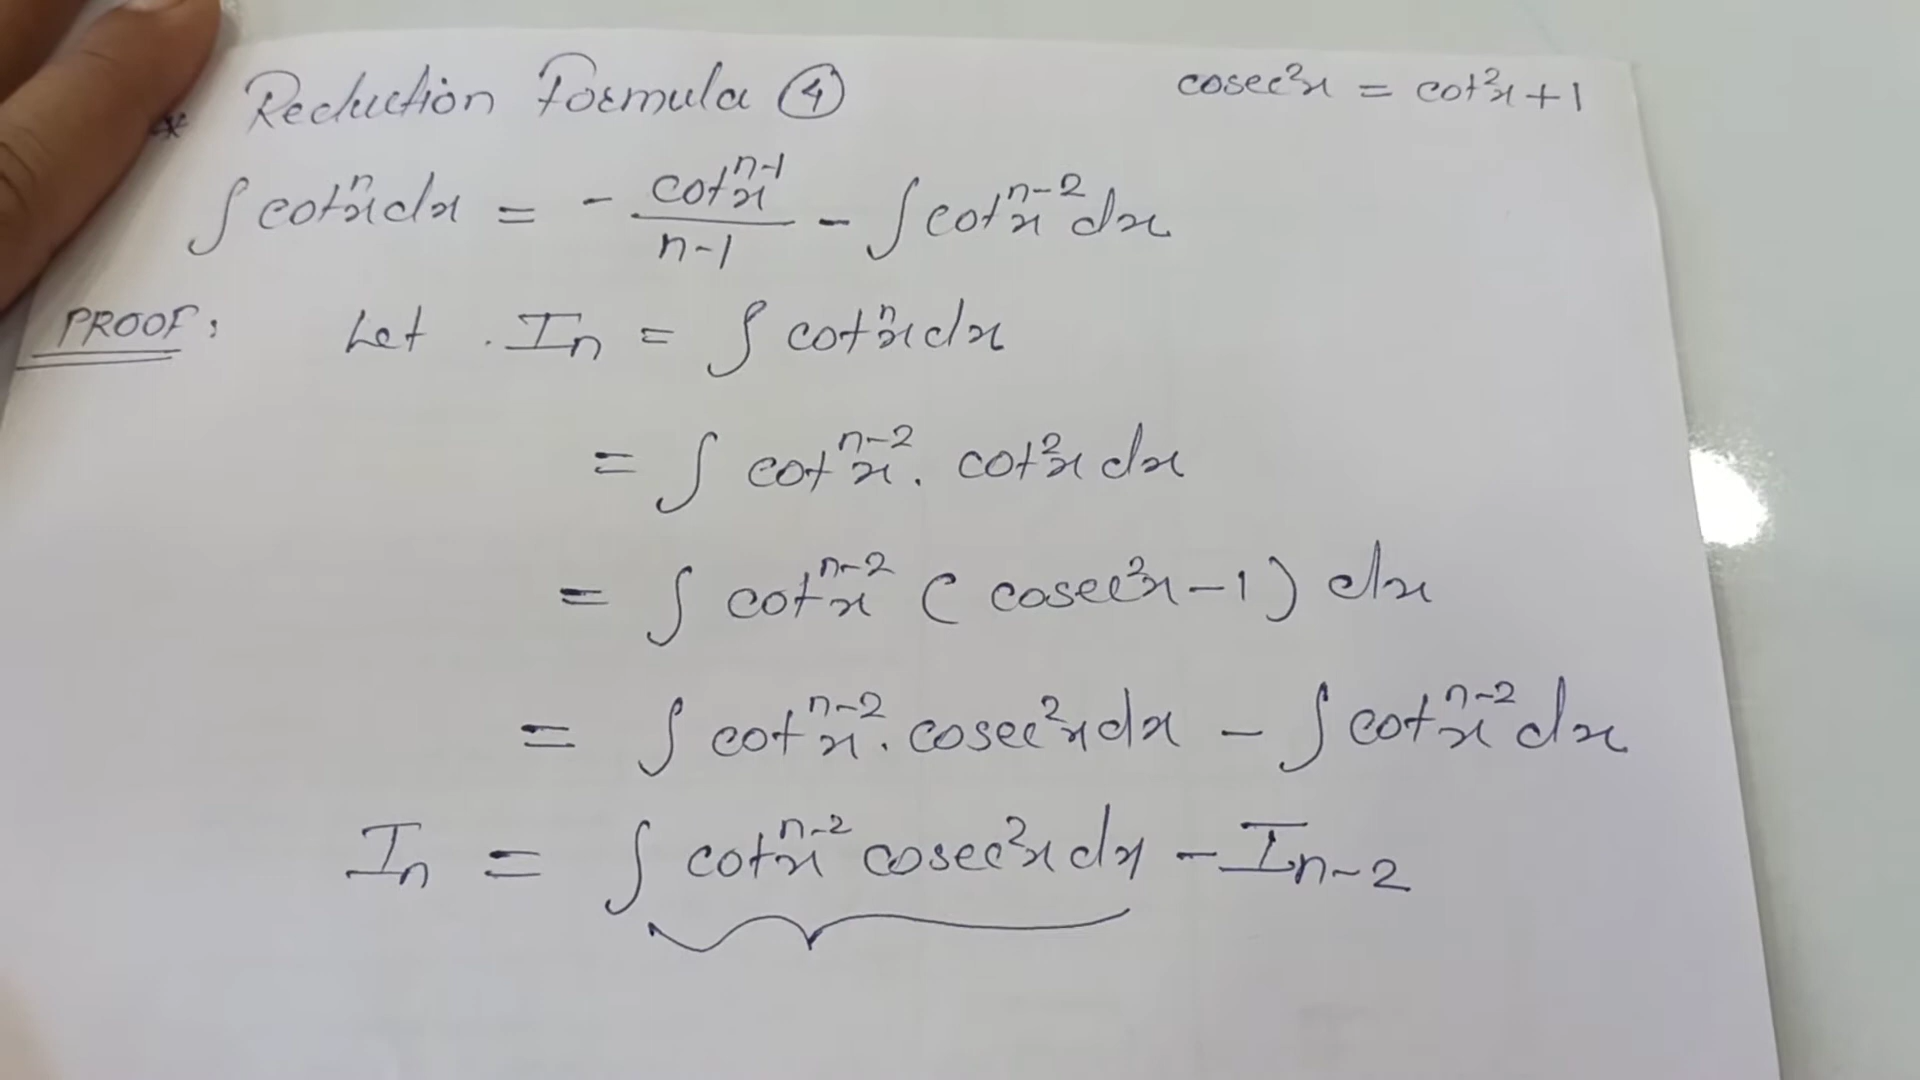 * Reduction Formula ④
cosec²x = cot²x + 1
∫ cotⁿx dx = - cotⁿ⁻¹x / n-1 - ∫ cotⁿ⁻²x dx
PROOF: Let . Iₙ = ∫ cotⁿx dx
= ∫ cotⁿ⁻²x . cot²x dx
= ∫ cotⁿ⁻²x ( cosec²x - 1 ) dx
= ∫ cotⁿ⁻²x . cosec²x dx - ∫ cotⁿ⁻²x dx
Iₙ = ∫ cotⁿ⁻²x cosec²x dx - Iₙ₋₂